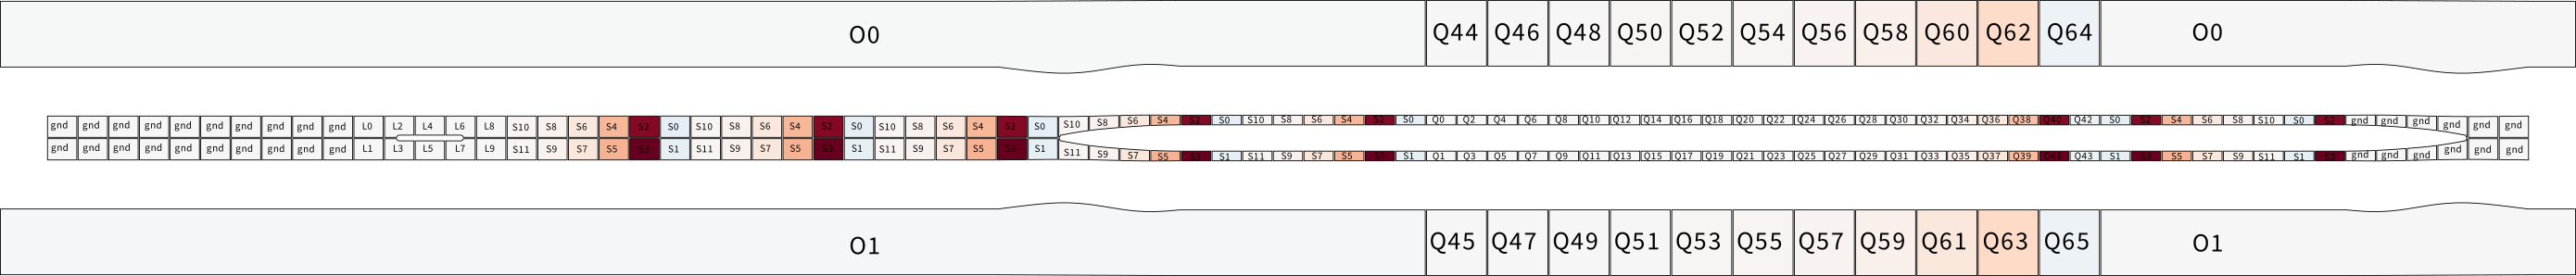 O0 Q44 Q46 Q48 Q50 Q52 Q54 Q56 Q58 Q60 Q62 Q64 O0
gnd gnd gnd gnd gnd gnd gnd gnd gnd gnd L0 L2 L4 L6 L8 S10 S8 S6 S4 S2 S0 S10 S8 S6 S4 S2 S0 S10 S8 S6 S4 S2 S0 S10 S8 S6 S4 S2 S0 S10 S8 S6 S4 S2 S0 Q0 Q2 Q4 Q6 Q8 Q10 Q12 Q14 Q16 Q18 Q20 Q22 Q24 Q26 Q28 Q30 Q32 Q34 Q36 Q38 Q40 Q42 S0 S2 S4 S6 S8 S10 S0 S2 gnd gnd gnd gnd gnd gnd
gnd gnd gnd gnd gnd gnd gnd gnd gnd gnd L1 L3 L5 L7 L9 S11 S9 S7 S5 S3 S1 S11 S9 S7 S5 S3 S1 S11 S9 S7 S5 S3 S1 S11 S9 S7 S5 S3 S1 S11 S9 S7 S5 S3 S1 Q1 Q3 Q5 Q7 Q9 Q11 Q13 Q15 Q17 Q19 Q21 Q23 Q25 Q27 Q29 Q31 Q33 Q35 Q37 Q39 Q41 Q43 S1 S3 S5 S7 S9 S11 S1 S3 gnd gnd gnd gnd gnd gnd
O1 Q45 Q47 Q49 Q51 Q53 Q55 Q57 Q59 Q61 Q63 Q65 O1